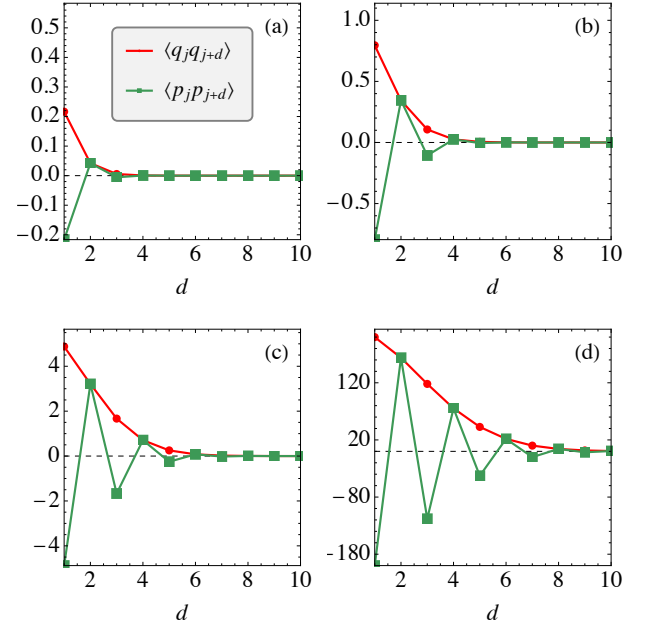 (a)
⟨q_j q_{j+d}⟩
⟨p_j p_{j+d}⟩
0.5
0.4
0.3
0.2
0.1
0.0
−0.1
−0.2
2 4 6 8 10
d
(b)
1.0
0.5
0.0
−0.5
2 4 6 8 10
d
(c)
4
2
0
−2
−4
2 4 6 8 10
d
(d)
120
20
−80
-180
2 4 6 8 10
d